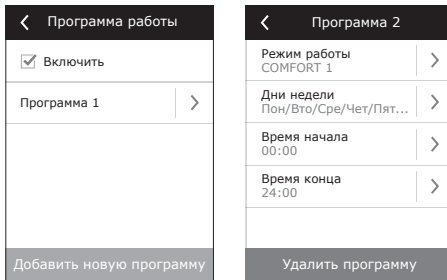 Программа работы
Включить
Программа 1
Добавить новую программу
Программа 2
Режим работы
COMFORT 1
Дни недели
Пон/Вто/Сре/Чет/Пят...
Время начала
00:00
Время конца
24:00
Удалить программу